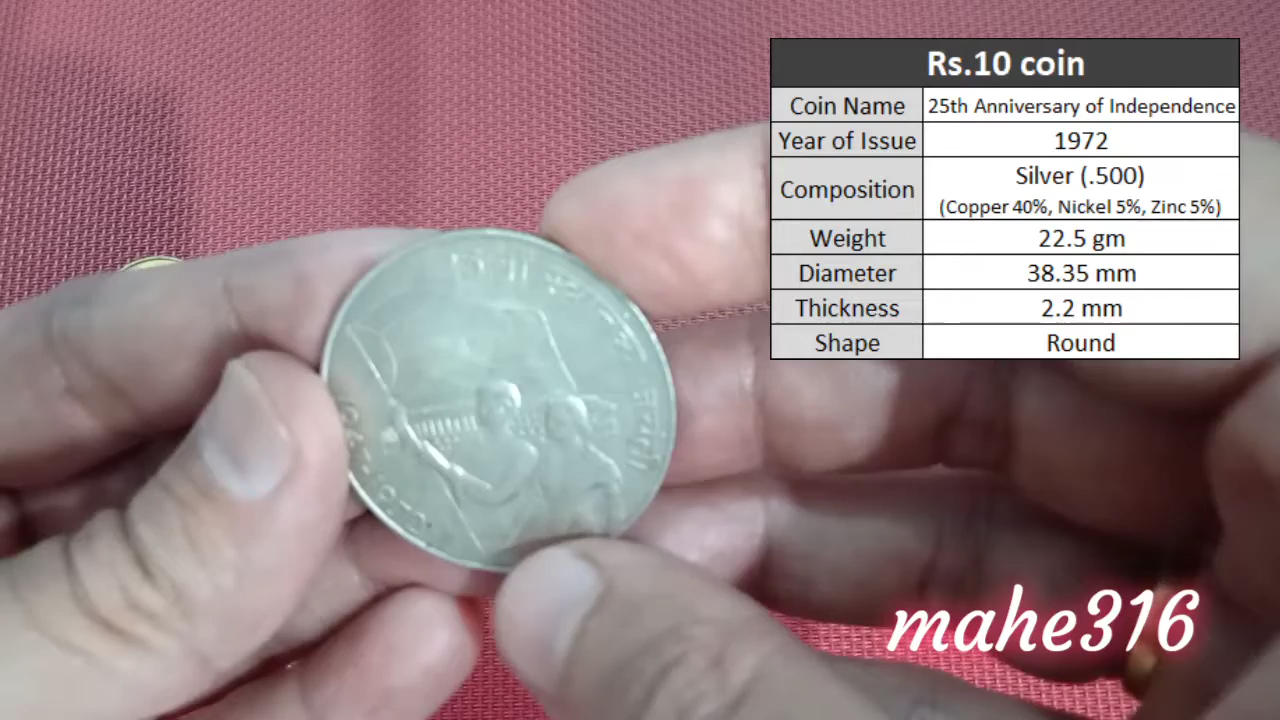 Rs.10 coin
Coin Name 25th Anniversary of Independence
Year of Issue 1972
Composition Silver (.500)
(Copper 40%, Nickel 5%, Zinc 5%)
Weight 22.5 gm
Diameter 38.35 mm
Thickness 2.2 mm
Shape Round
mahe316